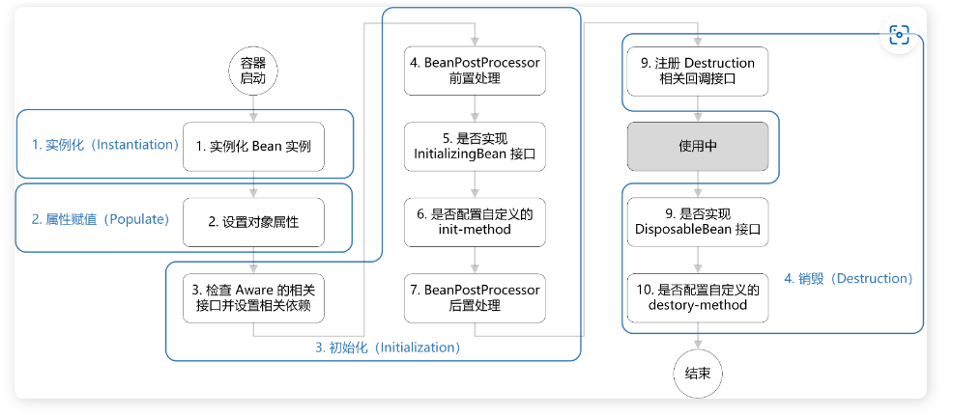 容器
启动
1. 实例化（Instantiation）
1. 实例化 Bean 实例
2. 属性赋值（Populate）
2. 设置对象属性
3. 检查 Aware 的相关
接口并设置相关依赖
3. 初始化（Initialization）
4. BeanPostProcessor
前置处理
5. 是否实现
InitializingBean 接口
6. 是否配置自定义的
init-method
7. BeanPostProcessor
后置处理
9. 注册 Destruction
相关回调接口
使用中
9. 是否实现
DisposableBean 接口
4. 销毁（Destruction）
10. 是否配置自定义的
destory-method
结束